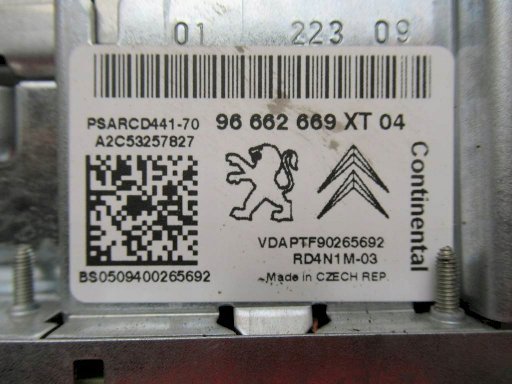 01 223 09
PSARCD441-70 96 662 669 XT 04
A2C53257827
Continental
VDAPTF90265692
RD4N1M-03
BS0509400265692
Made in CZECH REP.